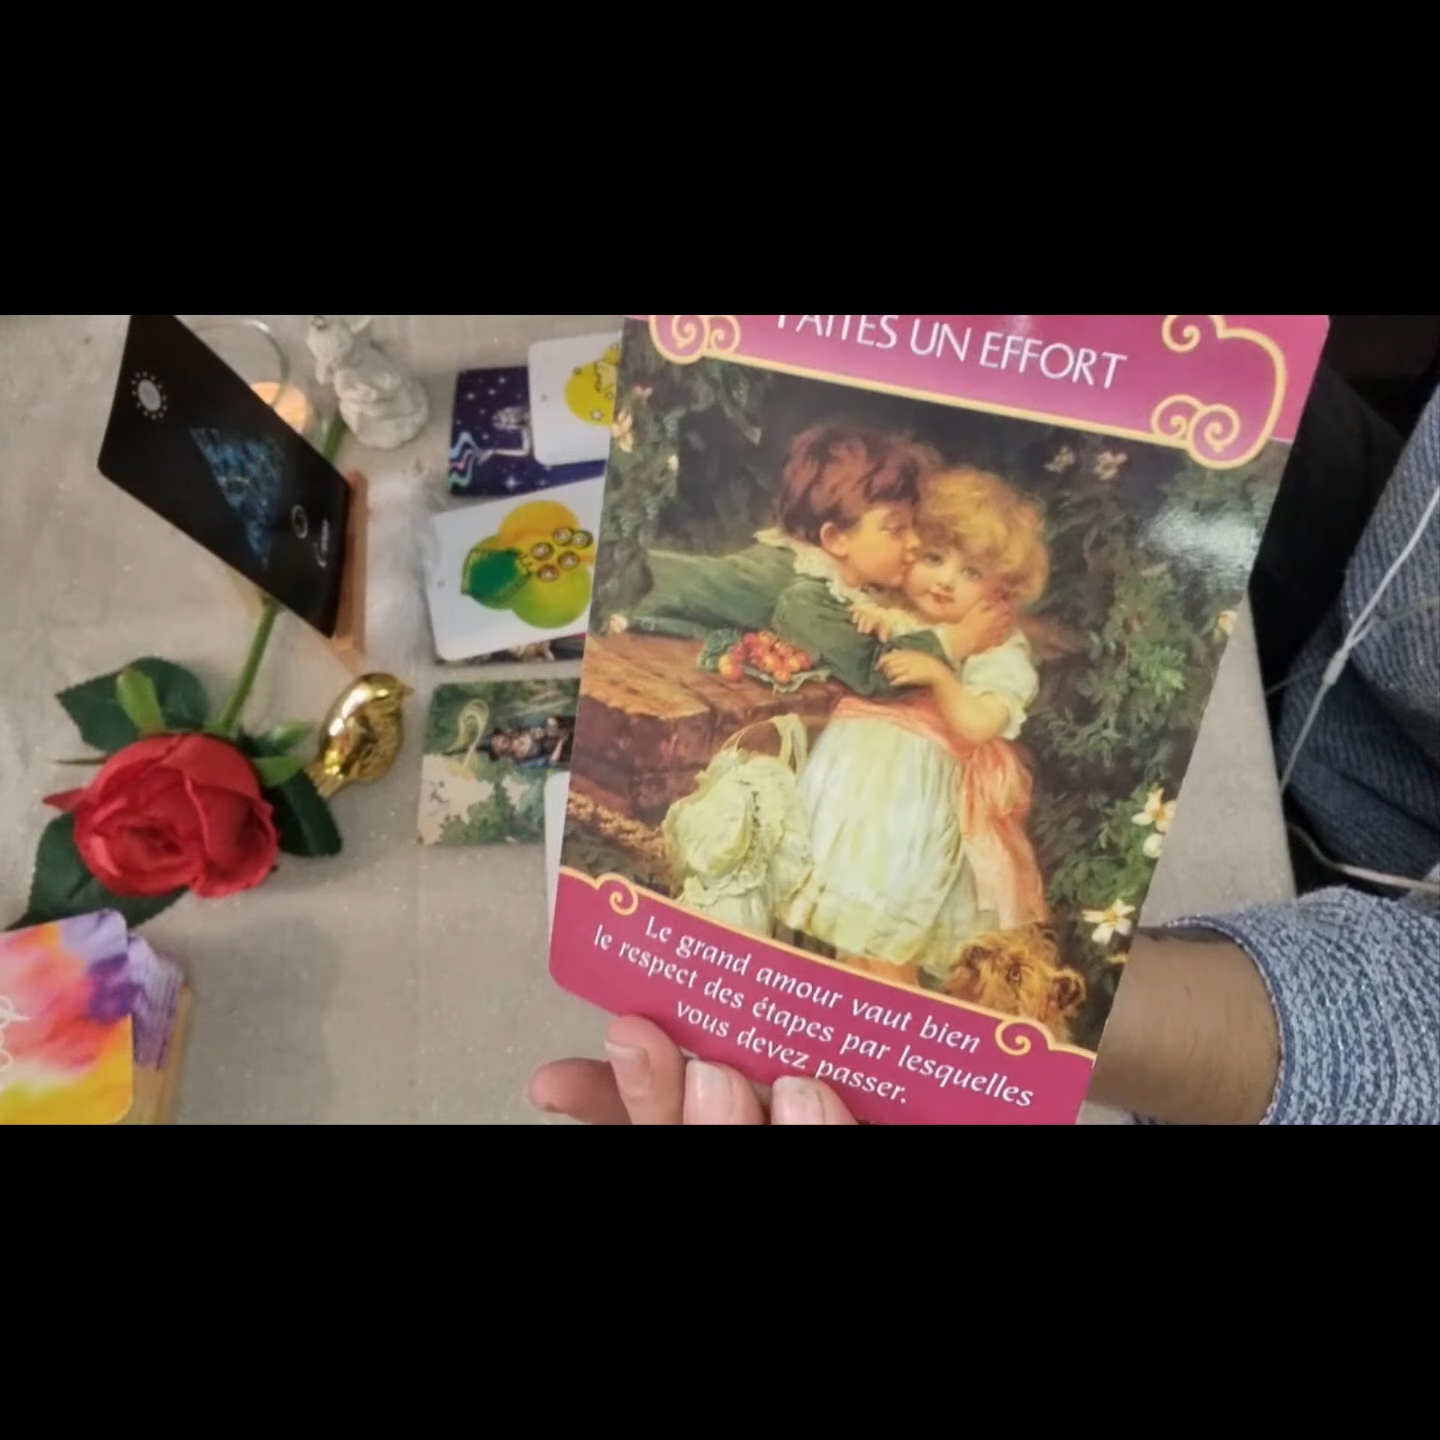 FAITES UN EFFORT
Le grand amour vaut bien
le respect des étapes par lesquelles
vous devez passer.